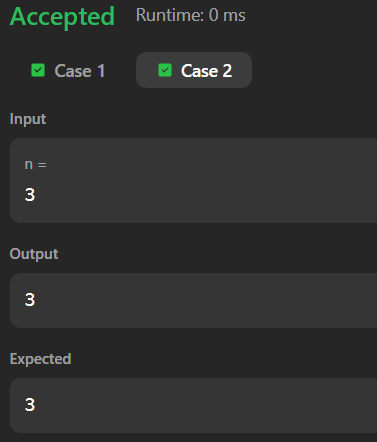 Accepted Runtime: 0 ms
Case 1 Case 2
Input
n =
3
Output
3
Expected
3